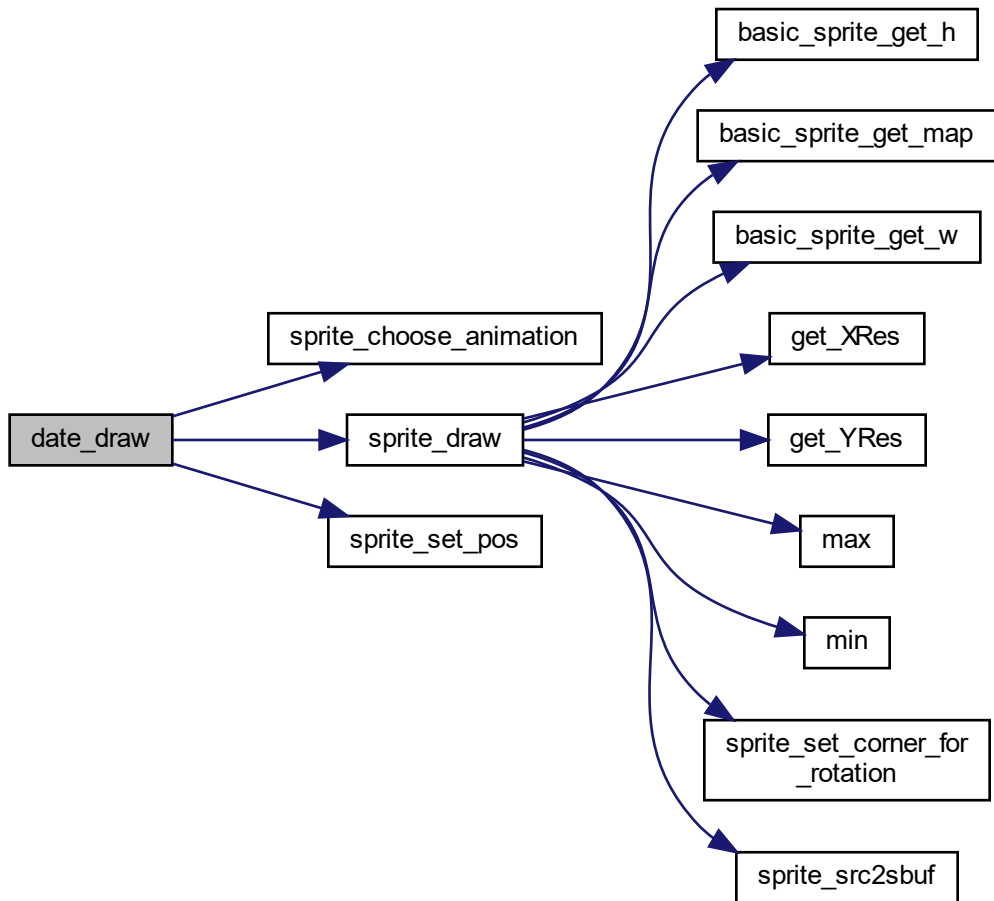 basic_sprite_get_h
basic_sprite_get_map
basic_sprite_get_w
sprite_choose_animation
get_XRes
date_draw
sprite_draw
get_YRes
sprite_set_pos
max
min
sprite_set_corner_for
_rotation
sprite_src2sbuf